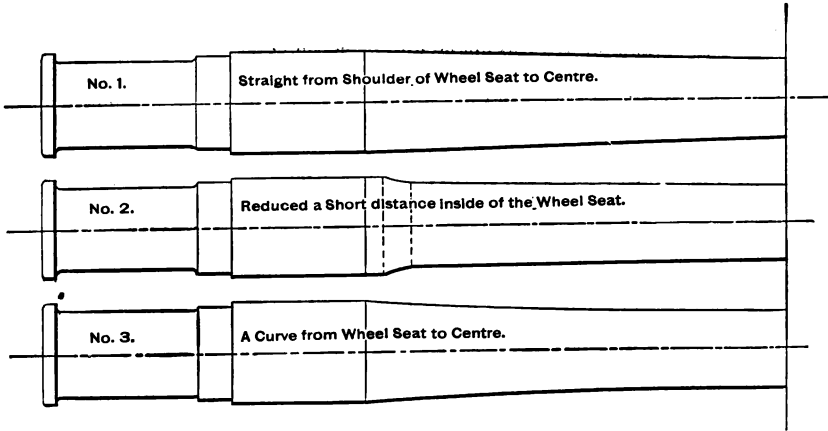 No. 1.
Straight from Shoulder of Wheel Seat to Centre.
No. 2.
Reduced a Short distance inside of the Wheel Seat.
No. 3.
A Curve from Wheel Seat to Centre.